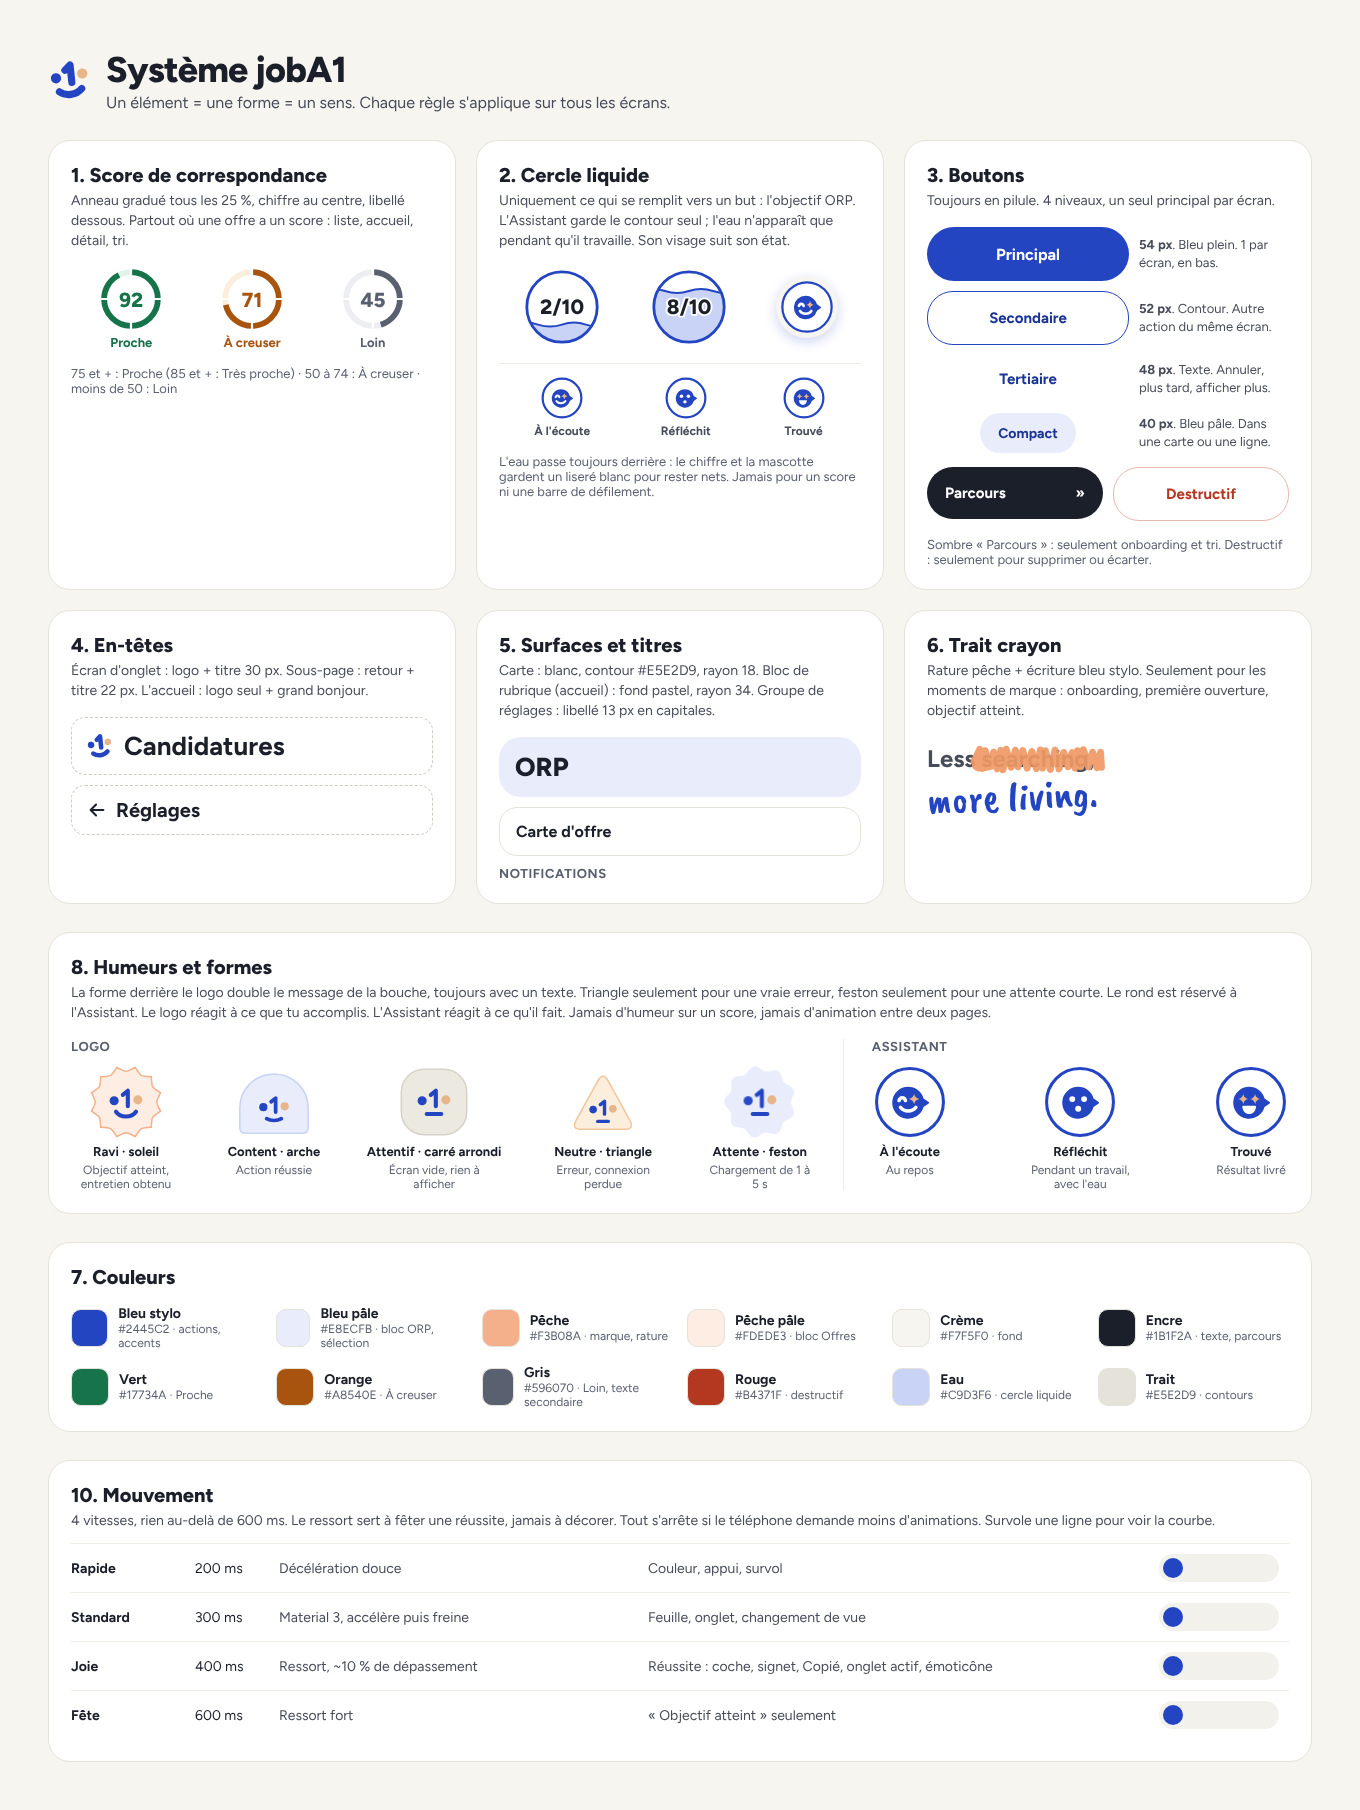 Système jobA1
Un élément = une forme = un sens. Chaque règle s'applique sur tous les écrans.
1. Score de correspondance
Anneau gradué tous les 25 %, chiffre au centre, libellé
dessous. Partout où une offre a un score : liste, accueil,
détail, tri.
92
71
45
Proche
À creuser
Loin
75 et + : Proche (85 et + : Très proche) · 50 à 74 : À creuser ·
moins de 50 : Loin
2. Cercle liquide
Uniquement ce qui se remplit vers un but : l'objectif ORP.
L'Assistant garde le contour seul ; l'eau n'apparaît que
pendant qu'il travaille. Son visage suit son état.
2/10
8/10
À l'écoute
Réfléchit
Trouvé
L'eau passe toujours derrière : le chiffre et la mascotte
gardent un liseré blanc pour rester nets. Jamais pour un score
ni une barre de défilement.
3. Boutons
Toujours en pilule. 4 niveaux, un seul principal par écran.
Principal
54 px. Bleu plein. 1 par
écran, en bas.
Secondaire
52 px. Contour. Autre
action du même écran.
Tertiaire
48 px. Texte. Annuler,
plus tard, afficher plus.
Compact
40 px. Bleu pâle. Dans
une carte ou une ligne.
Parcours »
Destructif
Sombre « Parcours » : seulement onboarding et tri. Destructif
: seulement pour supprimer ou écarter.
4. En-têtes
Écran d'onglet : logo + titre 30 px. Sous-page : retour +
titre 22 px. L'accueil : logo seul + grand bonjour.
Candidatures
← Réglages
5. Surfaces et titres
Carte : blanc, contour #E5E2D9, rayon 18. Bloc de
rubrique (accueil) : fond pastel, rayon 34. Groupe de
réglages : libellé 13 px en capitales.
ORP
Carte d'offre
NOTIFICATIONS
6. Trait crayon
Rature pêche + écriture bleu stylo. Seulement pour les
moments de marque : onboarding, première ouverture,
objectif atteint.
Less searching,
more living.
8. Humeurs et formes
La forme derrière le logo double le message de la bouche, toujours avec un texte. Triangle seulement pour une vraie erreur, feston seulement pour une attente courte. Le rond est réservé à
l'Assistant. Le logo réagit à ce que tu accomplis. L'Assistant réagit à ce qu'il fait. Jamais d'humeur sur un score, jamais d'animation entre deux pages.
LOGO
Ravi · soleil
Objectif atteint,
entretien obtenu
Content · arche
Action réussie
Attentif · carré arrondi
Écran vide, rien à
afficher
Neutre · triangle
Erreur, connexion
perdue
Attente · feston
Chargement de 1 à
5 s
ASSISTANT
À l'écoute
Au repos
Réfléchit
Pendant un travail,
avec l'eau
Trouvé
Résultat livré
7. Couleurs
Bleu stylo
#2445C2 · actions,
accents
Bleu pâle
#E8ECFB · bloc ORP,
sélection
Pêche
#F3B08A · marque, rature
Pêche pâle
#FDEDE3 · bloc Offres
Crème
#F7F5F0 · fond
Encre
#1B1F2A · texte, parcours
Vert
#17734A · Proche
Orange
#A8540E · À creuser
Gris
#596070 · Loin, texte
secondaire
Rouge
#B4371F · destructif
Eau
#C9D3F6 · cercle liquide
Trait
#E5E2D9 · contours
10. Mouvement
4 vitesses, rien au-delà de 600 ms. Le ressort sert à fêter une réussite, jamais à décorer. Tout s'arrête si le téléphone demande moins d'animations. Survole une ligne pour voir la courbe.
Rapide 200 ms Décélération douce Couleur, appui, survol
Standard 300 ms Material 3, accélère puis freine Feuille, onglet, changement de vue
Joie 400 ms Ressort, ~10 % de dépassement Réussite : coche, signet, Copié, onglet actif, émoticône
Fête 600 ms Ressort fort « Objectif atteint » seulement